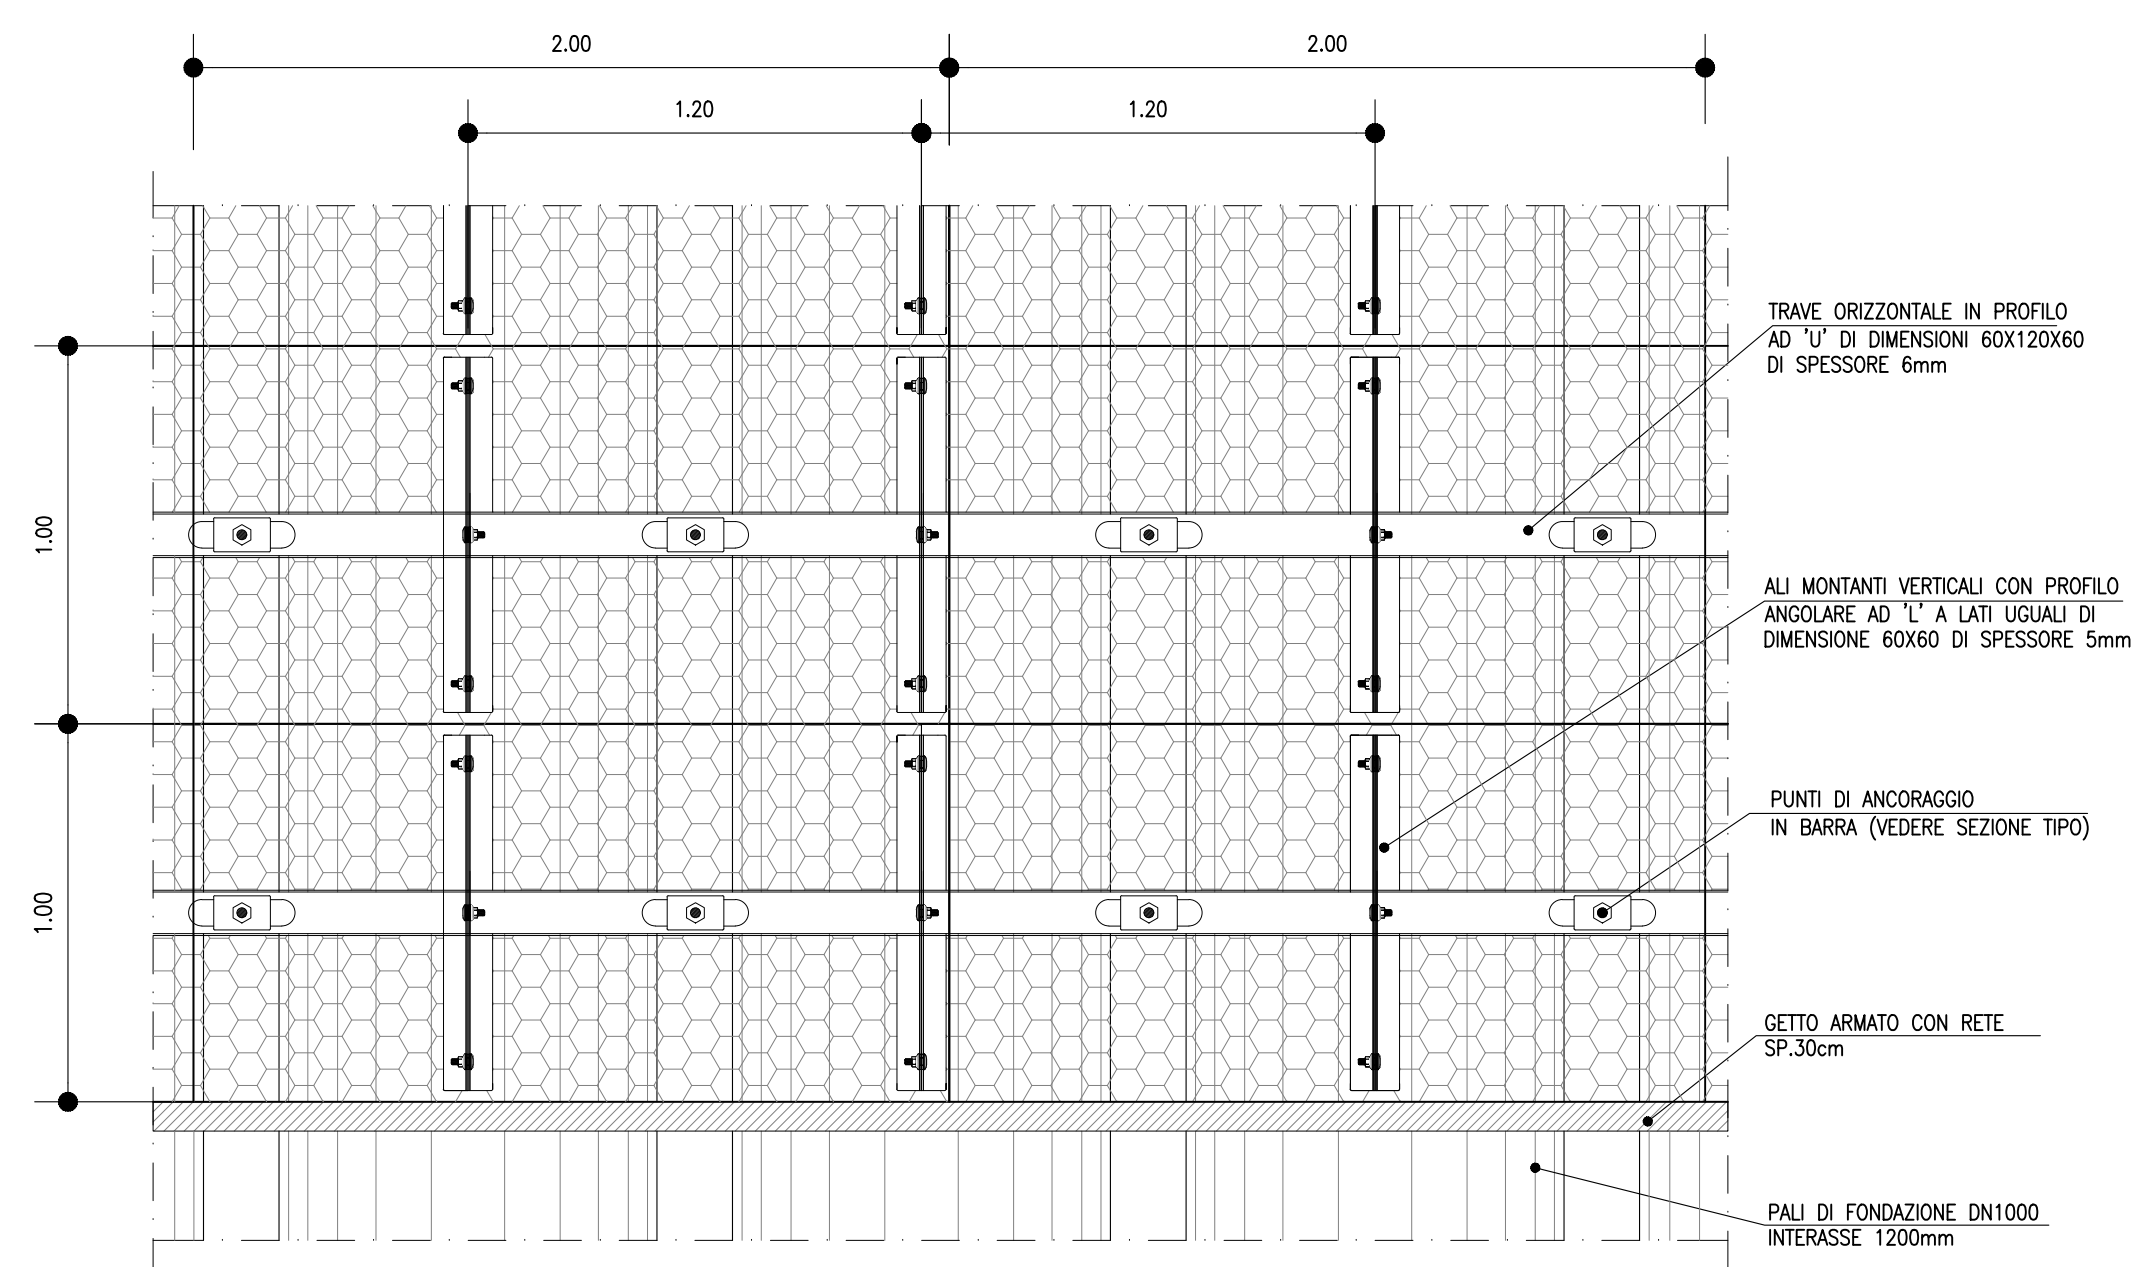 2.00
2.00
1.20
1.20
TRAVE ORIZZONTALE IN PROFILO
AD 'U' DI DIMENSIONI 60X120X60
DI SPESSORE 6mm
1.00
ALI MONTANTI VERTICALI CON PROFILO
ANGOLARE AD 'L' A LATI UGUALI DI
DIMENSIONE 60X60 DI SPESSORE 5mm
PUNTI DI ANCORAGGIO
IN BARRA (VEDERE SEZIONE TIPO)
1.00
GETTO ARMATO CON RETE
SP.30cm
PALI DI FONDAZIONE DN1000
INTERASSE 1200mm